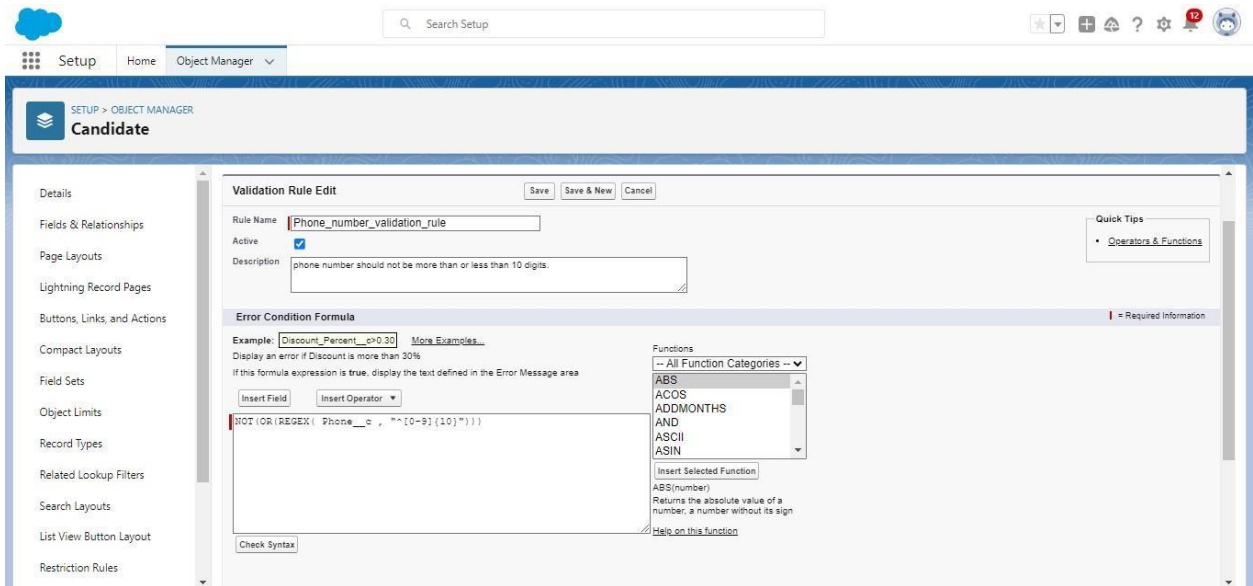 Search Setup
12
Setup
Home
Object Manager
SETUP > OBJECT MANAGER
Candidate
Details
Fields & Relationships
Page Layouts
Lightning Record Pages
Buttons, Links, and Actions
Compact Layouts
Field Sets
Object Limits
Record Types
Related Lookup Filters
Search Layouts
List View Button Layout
Restriction Rules
Validation Rule Edit
Save
Save & New
Cancel
Rule Name
Phone_number_validation_rule
Active
Description
phone number should not be more than or less than 10 digits.
Quick Tips
• Operators & Functions
Error Condition Formula
= Required Information
Example: Discount_Percent__c>0.30 More Examples...
Display an error if Discount is more than 30%
If this formula expression is true, display the text defined in the Error Message area
Insert Field
Insert Operator
NOT(OR(REGEX( Phone__c , "^[0-9]{10}")))
Check Syntax
Functions
-- All Function Categories --
ABS
ACOS
ADDMONTHS
AND
ASCII
ASIN
Insert Selected Function
ABS(number)
Returns the absolute value of a
number, a number without its sign
Help on this function